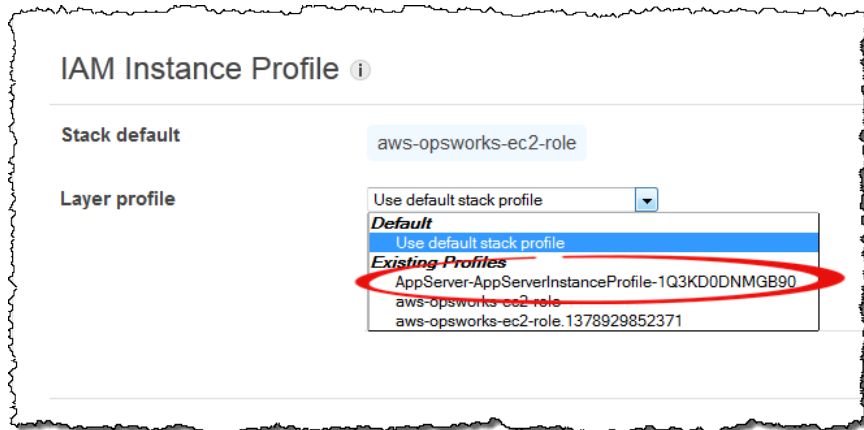 IAM Instance Profile i
Stack default
aws-opsworks-ec2-role
Layer profile
Use default stack profile
Default
Use default stack profile
Existing Profiles
AppServer-AppServerInstanceProfile-1Q3KD0DNMGB90
aws-opsworks-ec2-role
aws-opsworks-ec2-role.1378929852371